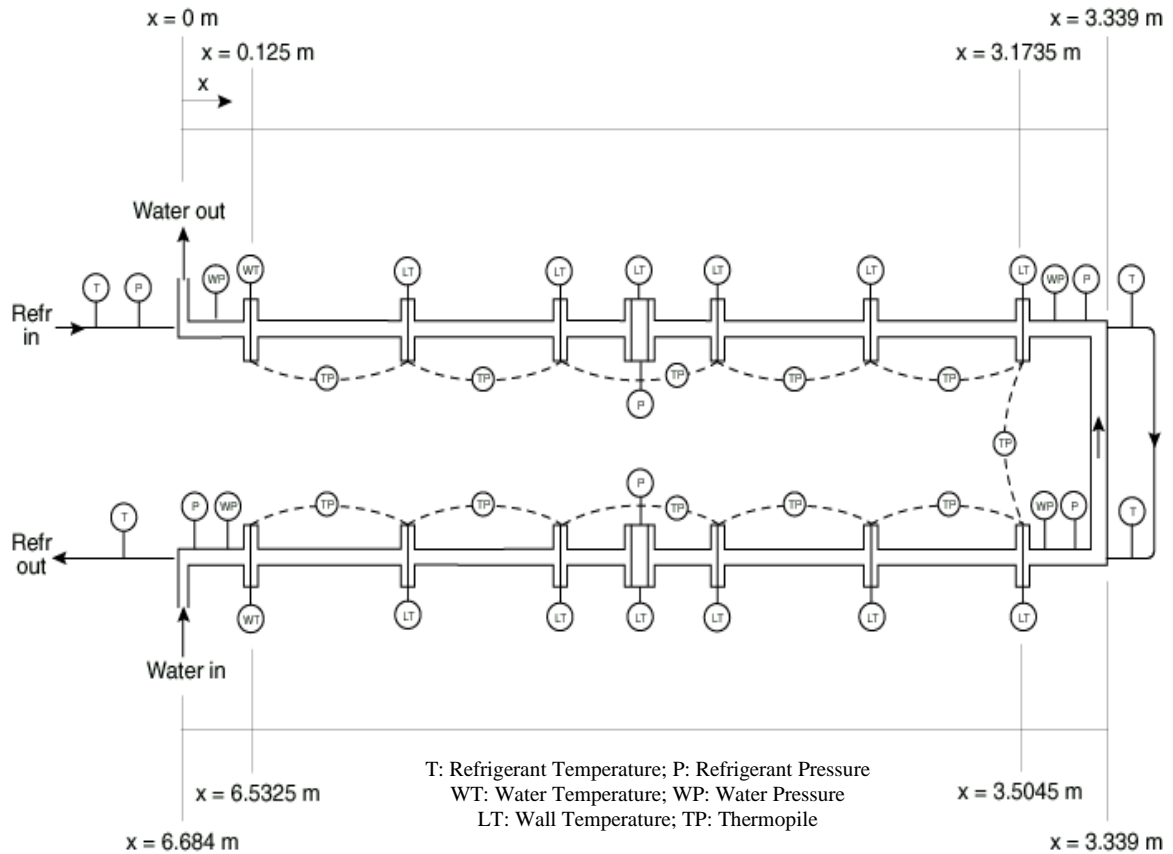 x = 0 m
x = 3.339 m
x = 0.125 m
x = 3.1735 m
x
Water out
WT LT LT LT LT LT LT
T P WP WP P T
Refr
in
TP TP TP TP TP
P
TP
P
TP TP TP TP TP
T P WP WP P T
Refr
out
WT LT LT LT LT LT LT
Water in
T: Refrigerant Temperature; P: Refrigerant Pressure
x = 6.5325 m
WT: Water Temperature; WP: Water Pressure
x = 3.5045 m
LT: Wall Temperature; TP: Thermopile
x = 6.684 m
x = 3.339 m